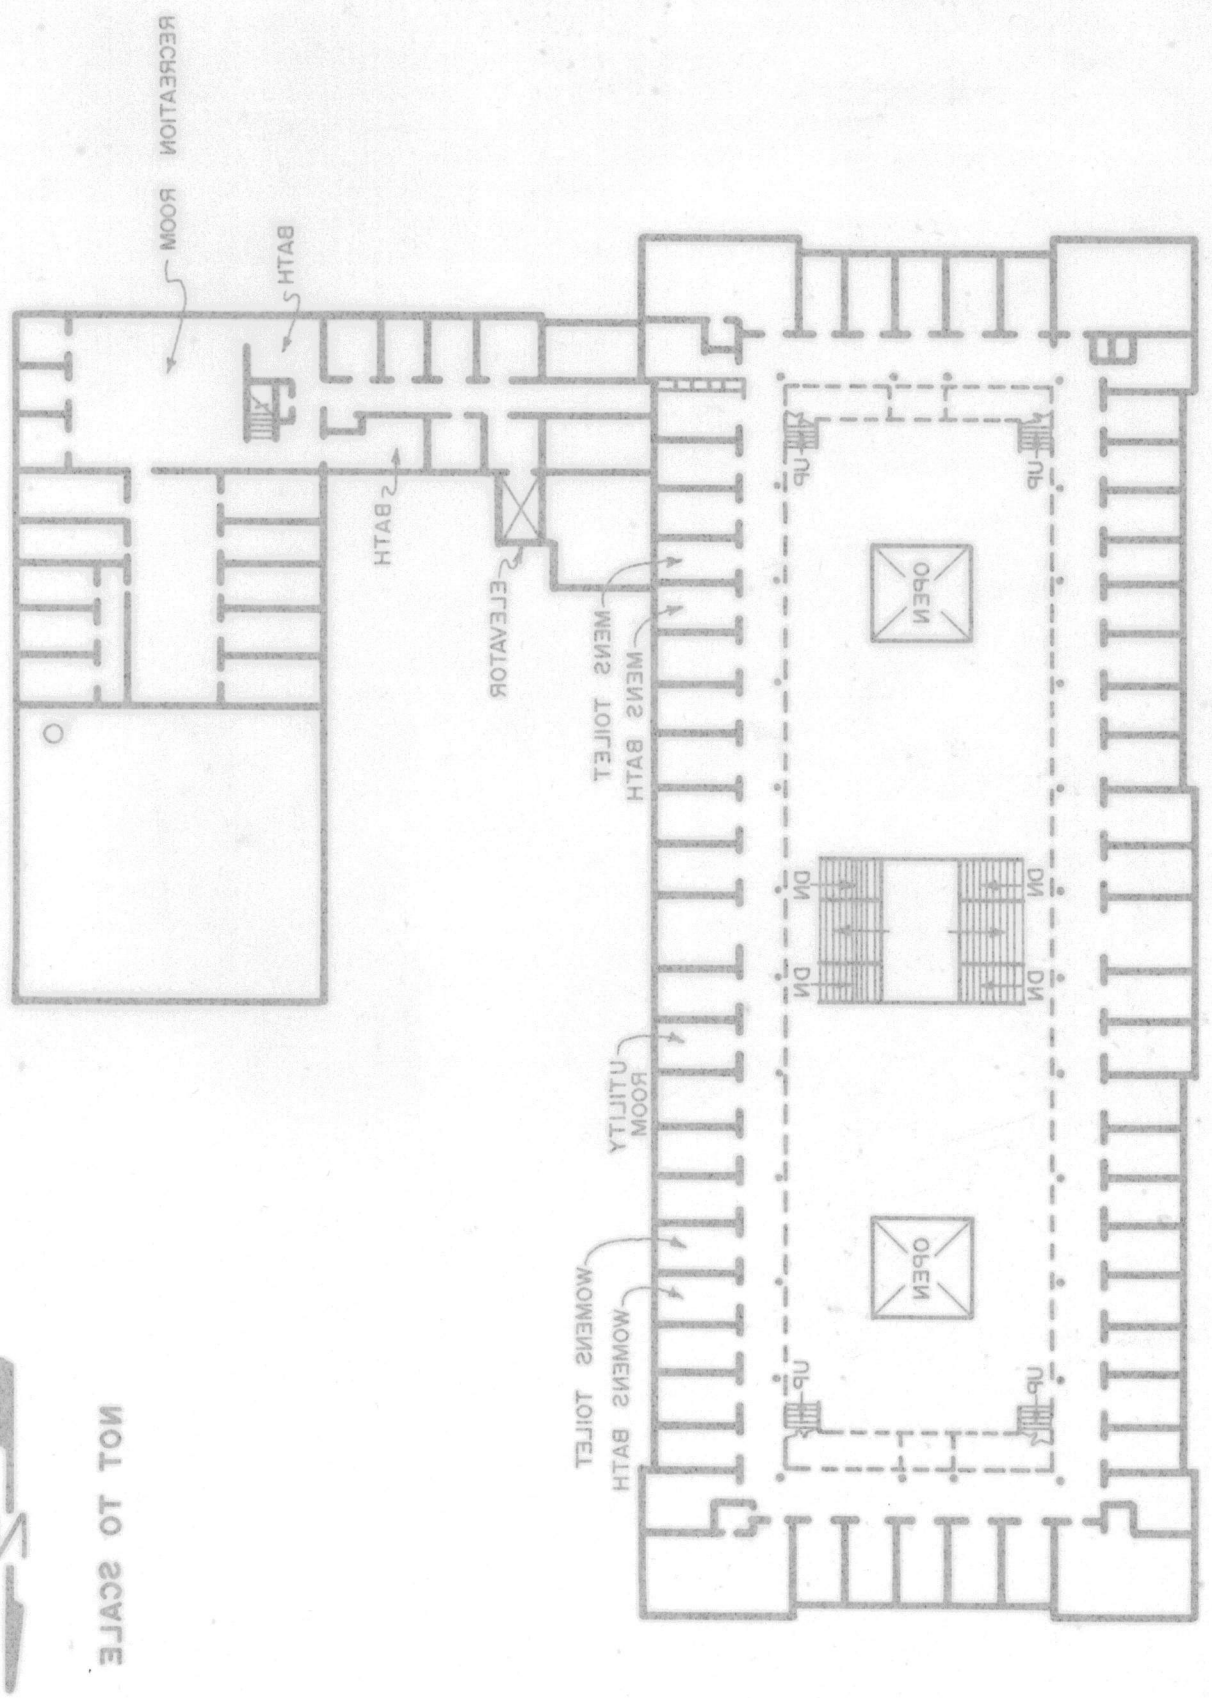 RECREATION ROOM
BATH
BATH
ELEVATOR
MENS TOILET
MENS BATH
UTILITY
ROOM
WOMENS TOILET
WOMENS BATH
UP
UP
OPEN
DN
DN
DN
DN
OPEN
UP
UP
NOT TO SCALE